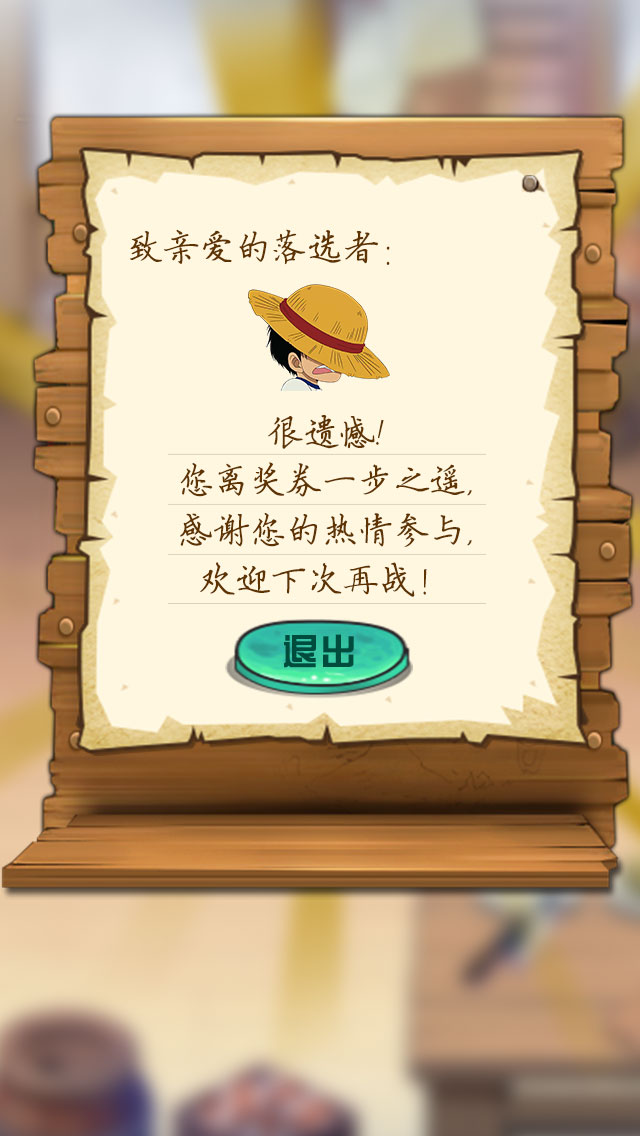 致亲爱的落选者：
很遗憾！
您离奖券一步之遥，
感谢您的热情参与，
欢迎下次再战！
退出